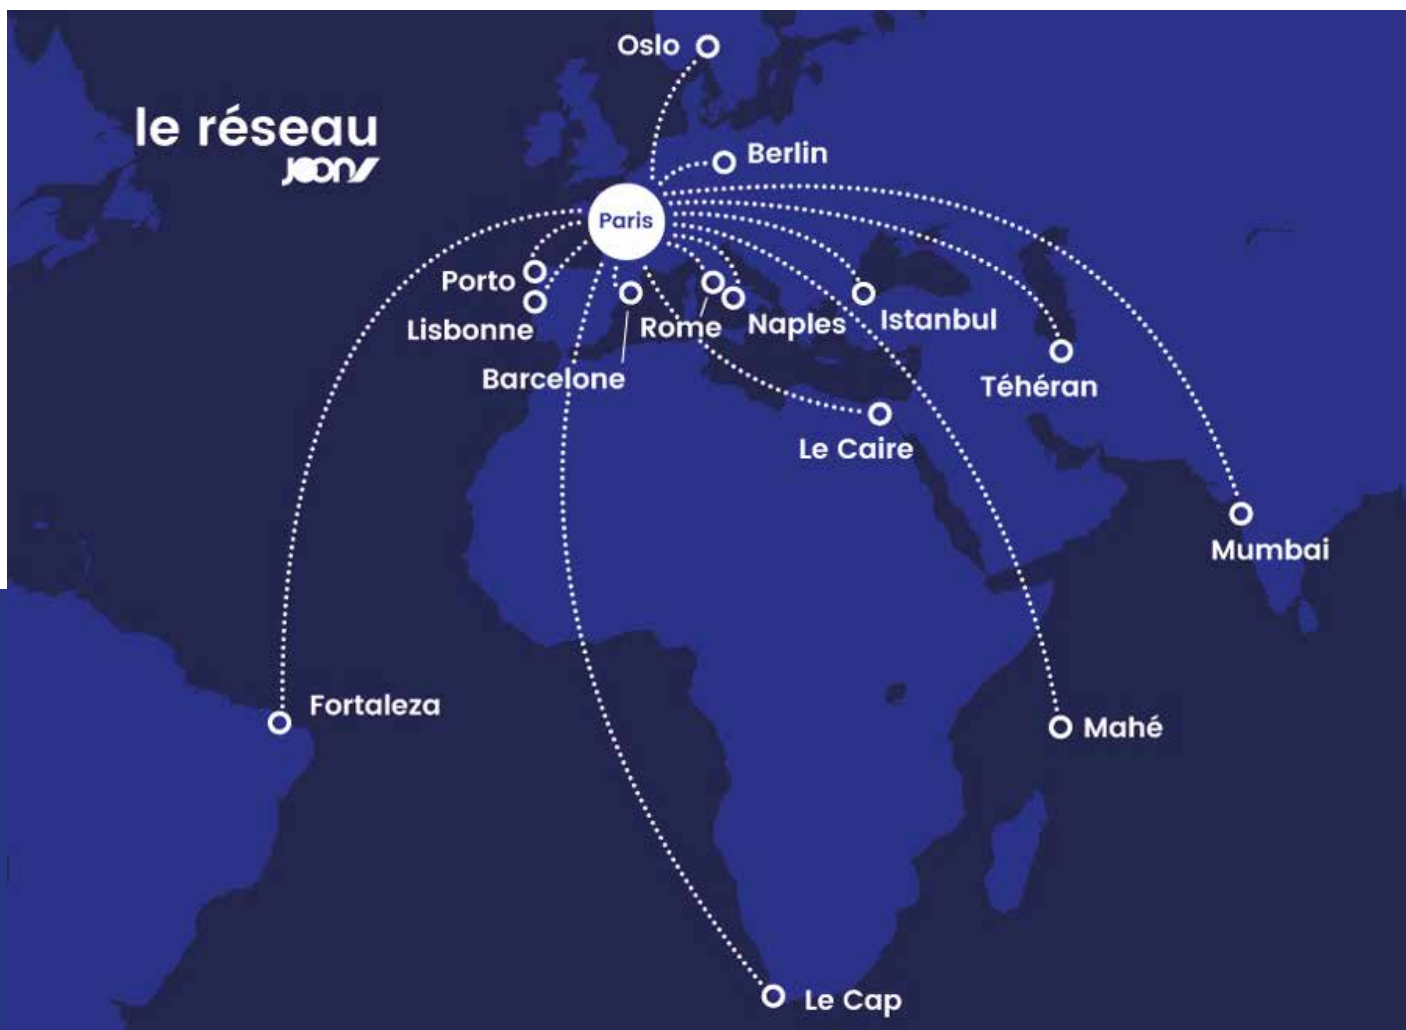 Oslo
le réseau
JOON
Berlin
Paris
Porto
Lisbonne
Rome
Naples
Istanbul
Barcelone
Téhéran
Le Caire
Mumbai
Fortaleza
Mahé
Le Cap